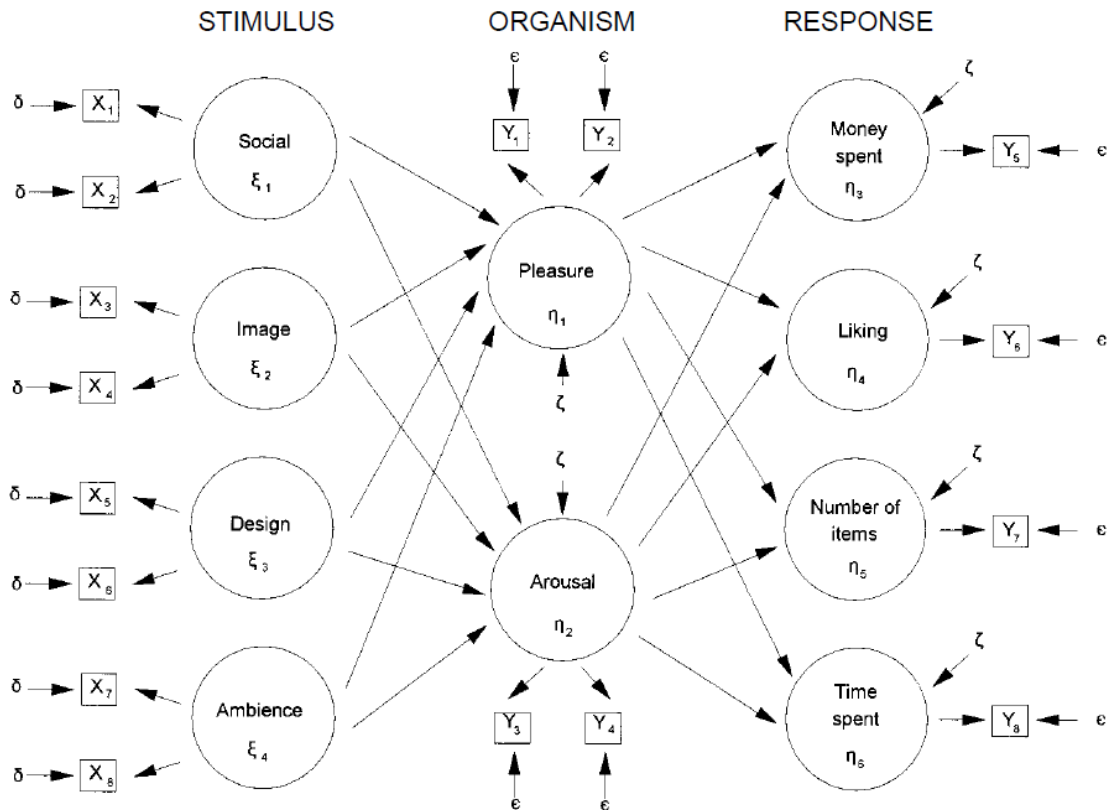 STIMULUS
ORGANISM
RESPONSE
δ
X₁
Social
ξ₁
δ
X₂
ϵ
ϵ
Y₁
Y₂
Money
spent
η₃
ζ
Y₅
ϵ
δ
X₃
Image
ξ₂
δ
X₄
Pleasure
η₁
ζ
Liking
η₄
ζ
Y₆
ϵ
δ
X₅
Design
ξ₃
δ
X₆
ζ
Arousal
η₂
Number of
items
η₅
ζ
Y₇
ϵ
δ
X₇
Ambience
ξ₄
δ
X₈
Y₃
Y₄
ϵ
ϵ
Time
spent
η₆
ζ
Y₈
ϵ